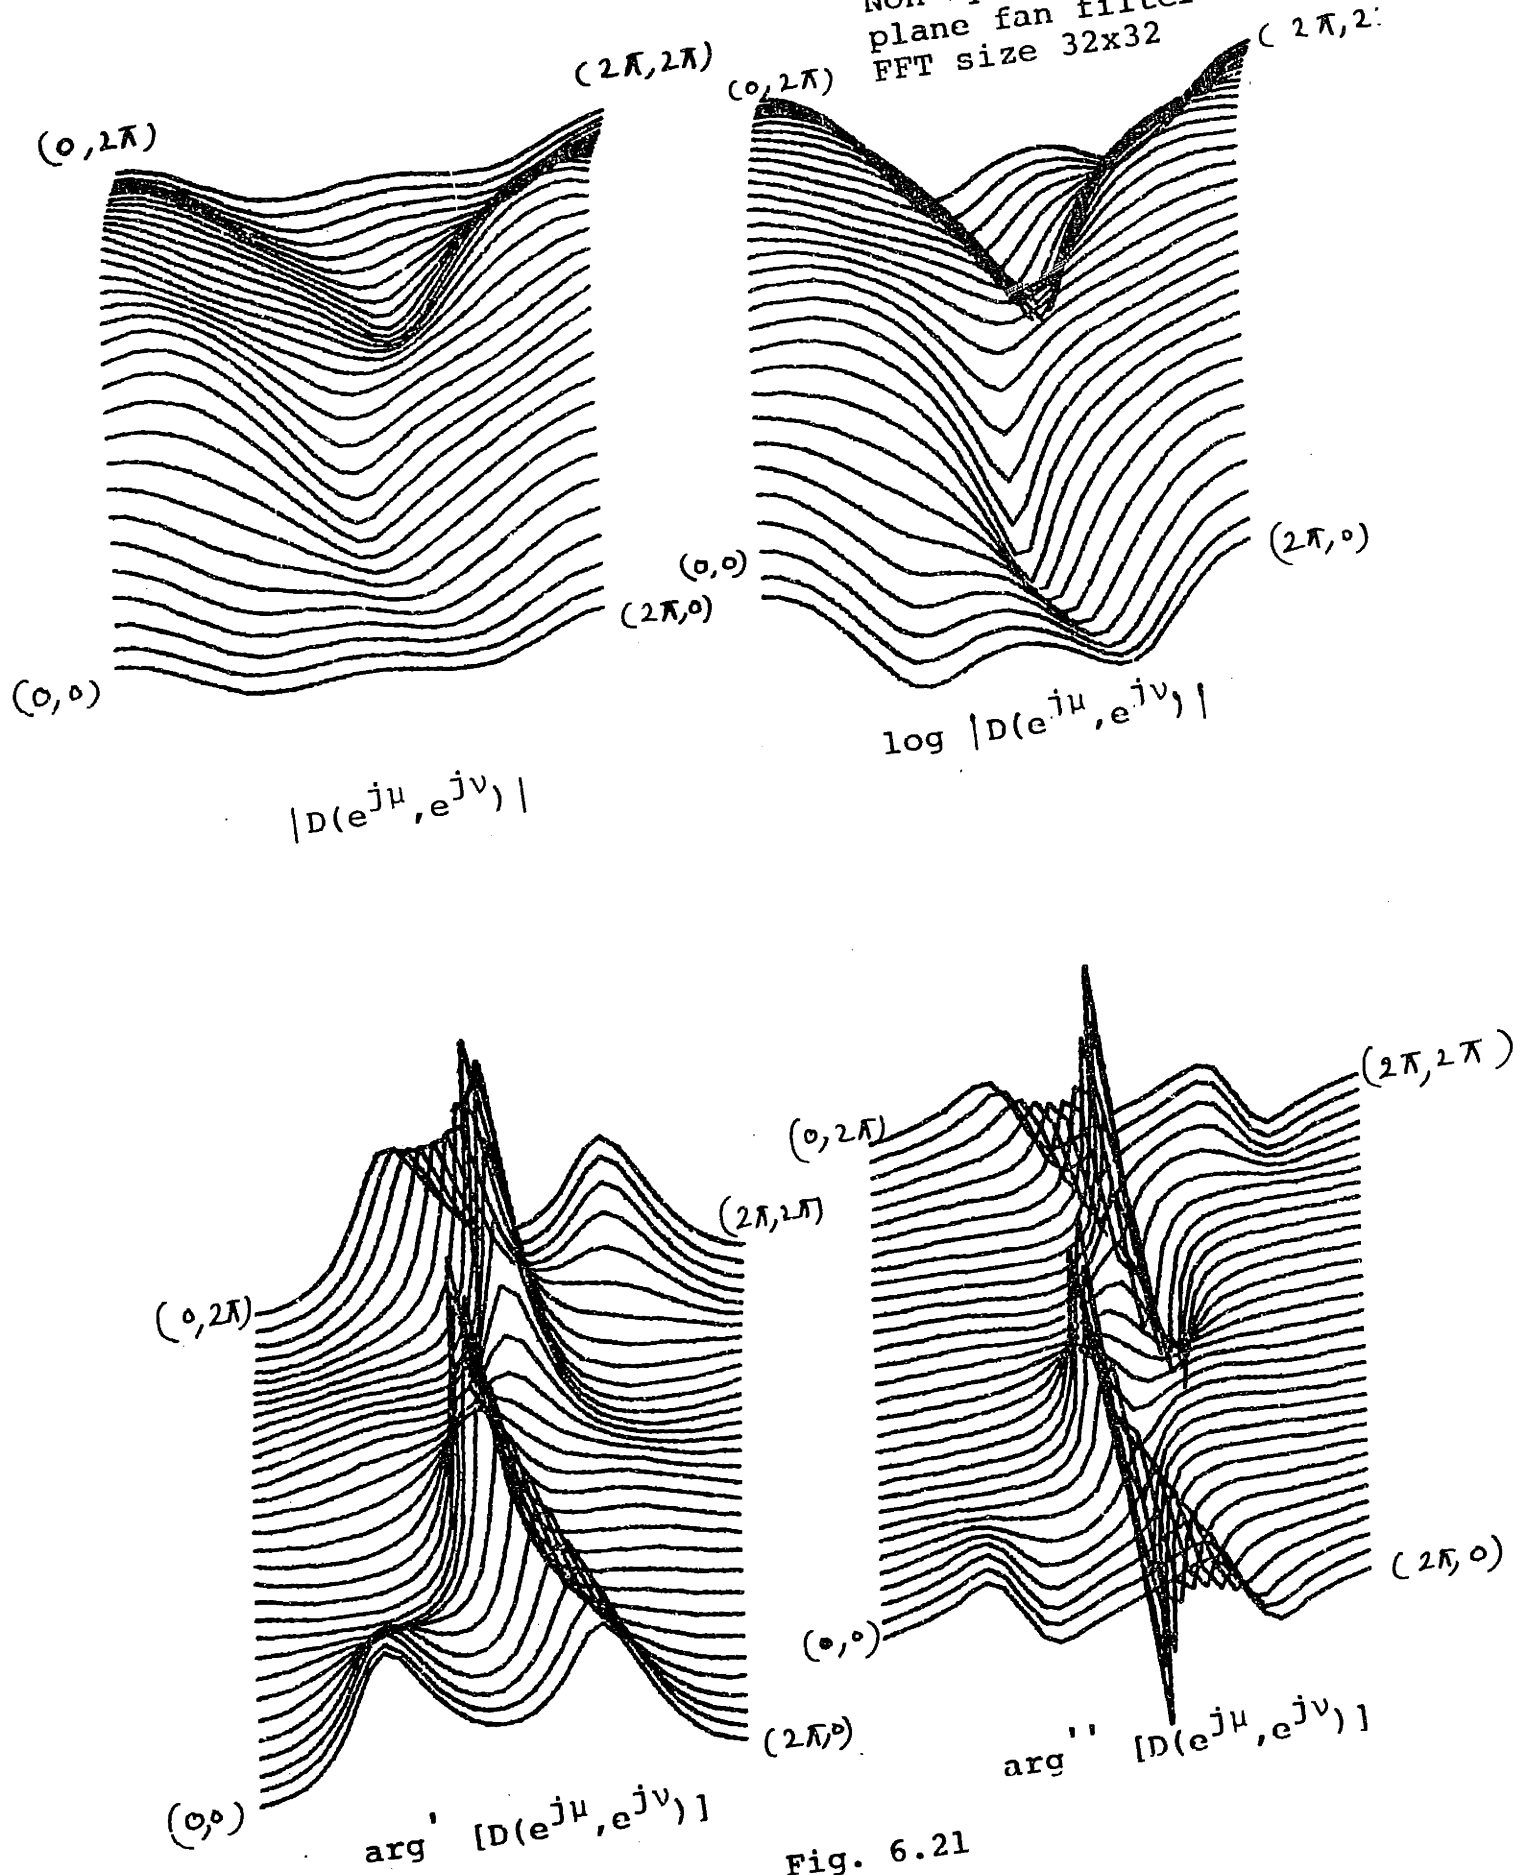 plane fan filter
FFT size 32x32
(2π,2π)
(0,2π)
(0,2π)
(2π,2
(0,0)
(2π,0)
(2π,0)
(0,0)
|D(e^jμ,e^jν)|
log |D(e^jμ,e^jν)|
(0,2π)
(2π,2π)
(0,2π)
(2π,2π)
(0,0)
(2π,0)
(0,0)
(2π,0)
arg' [D(e^jμ,e^jν)]
arg'' [D(e^jμ,e^jν)]
Fig. 6.21